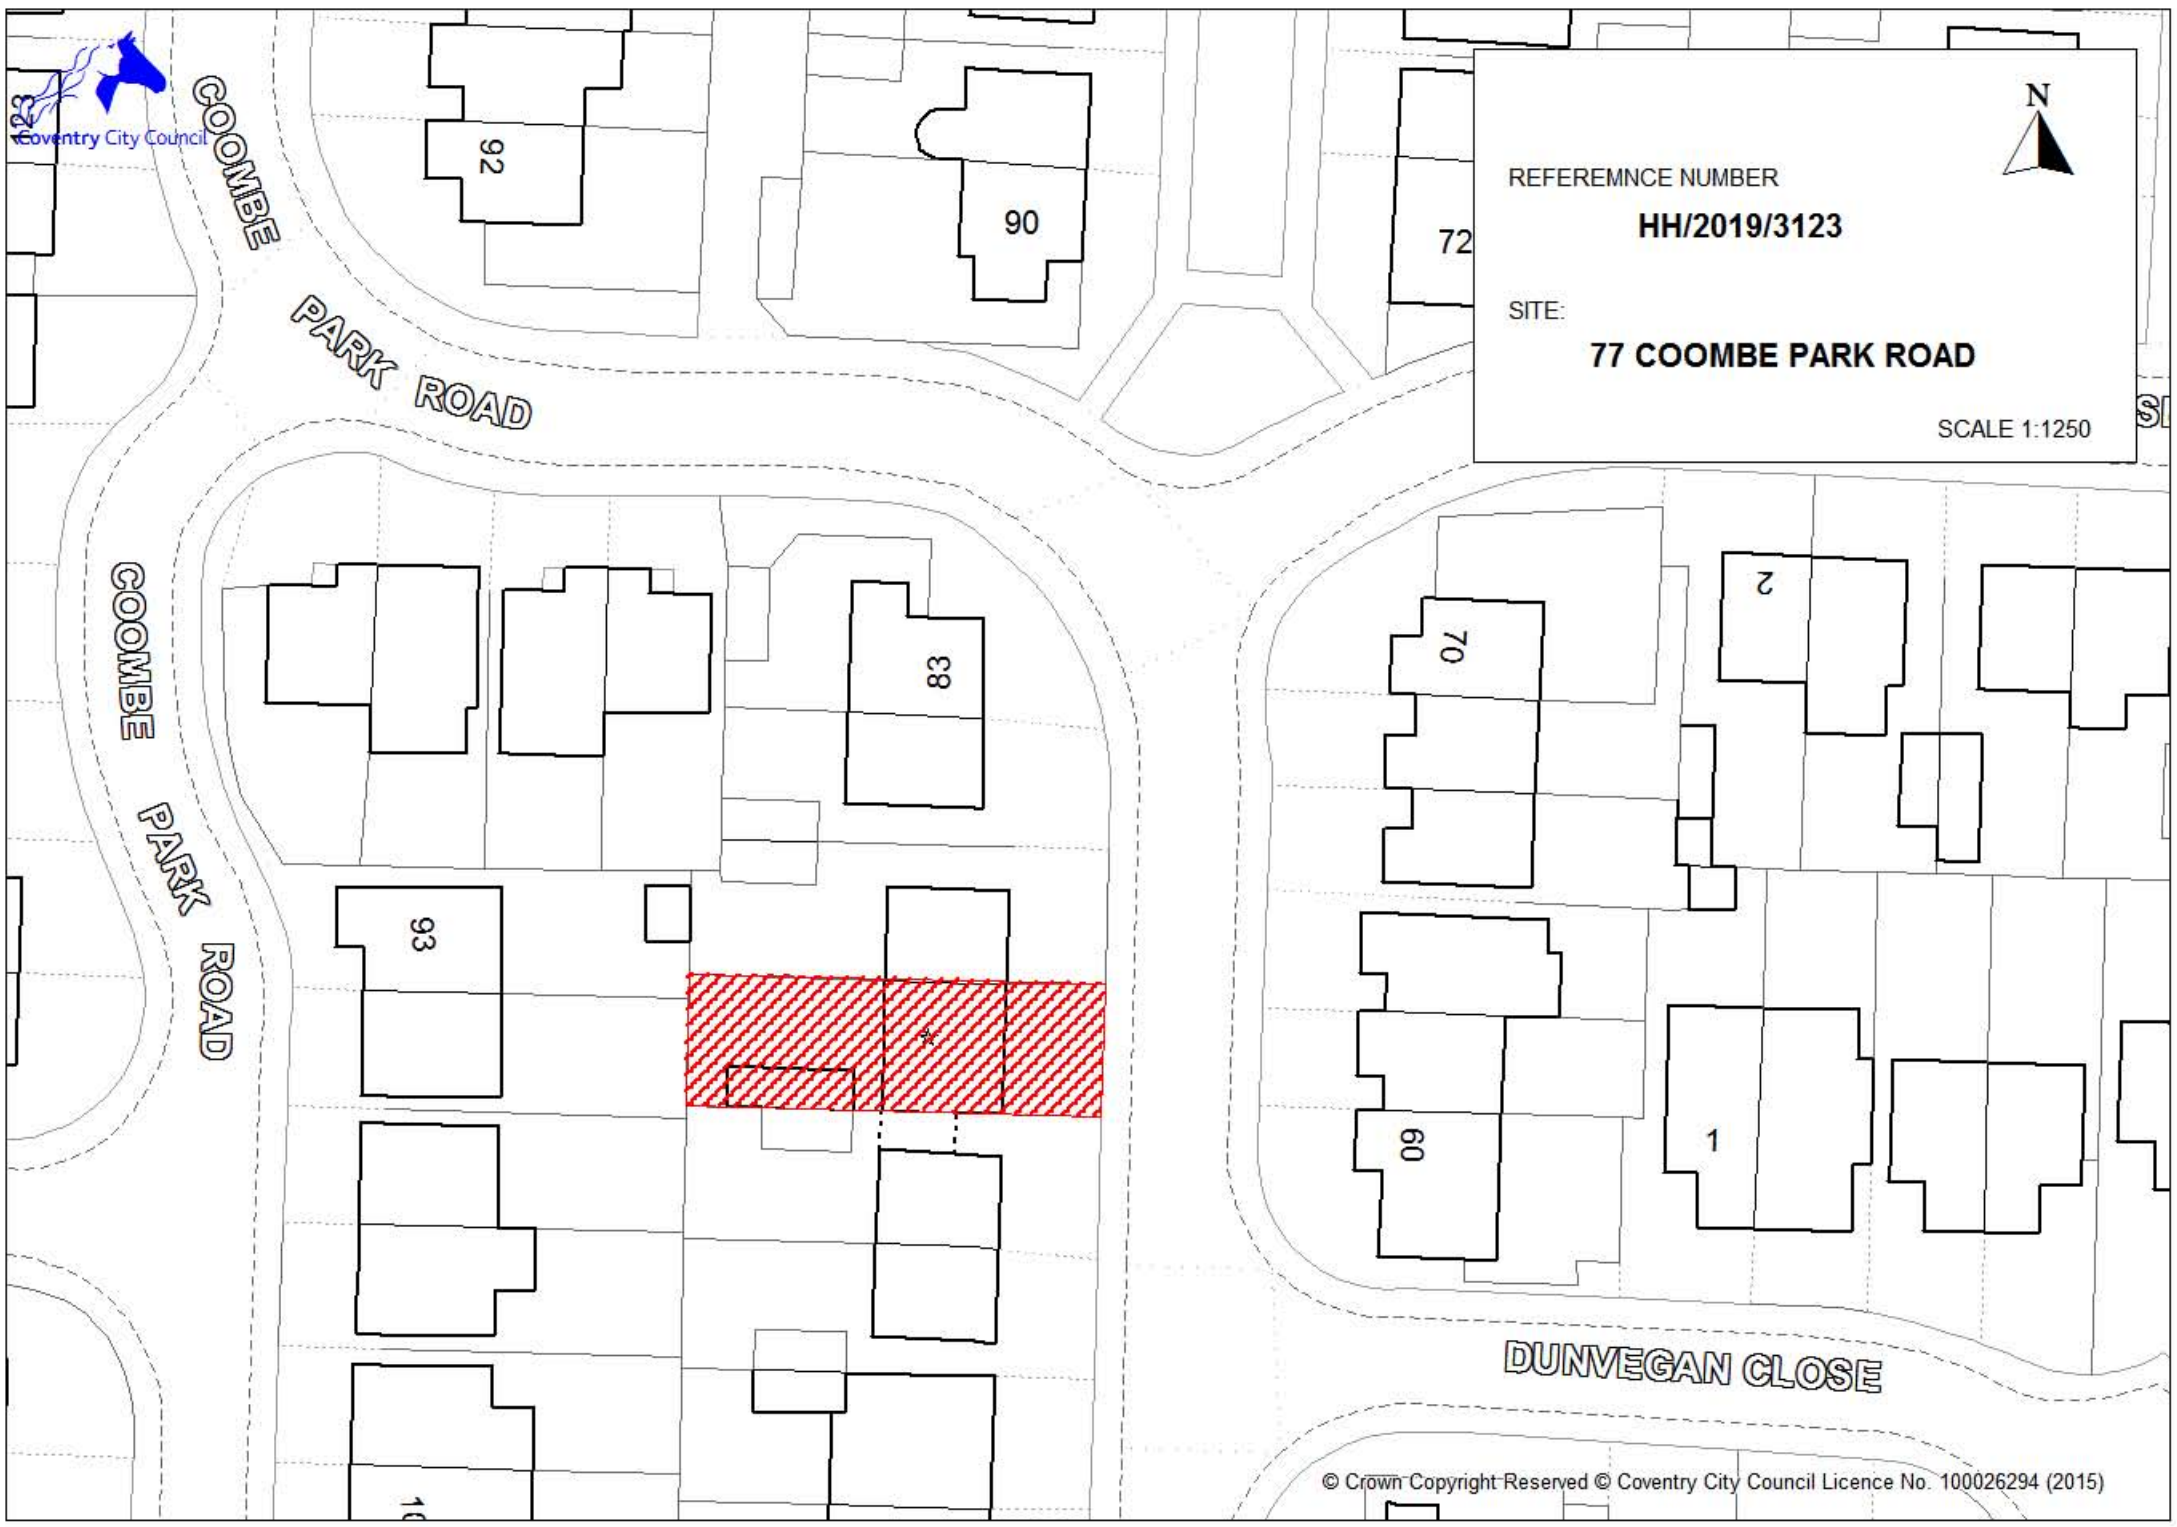 123
Coventry City Council
COOMBE
PARK ROAD
92
90
72
N
REFEREMNCE NUMBER
HH/2019/3123
SITE:
77 COOMBE PARK ROAD
SCALE 1:1250
COOMBE
PARK
ROAD
83
70
2
93
60
1
DUNVEGAN CLOSE
© Crown Copyright Reserved © Coventry City Council Licence No. 100026294 (2015)